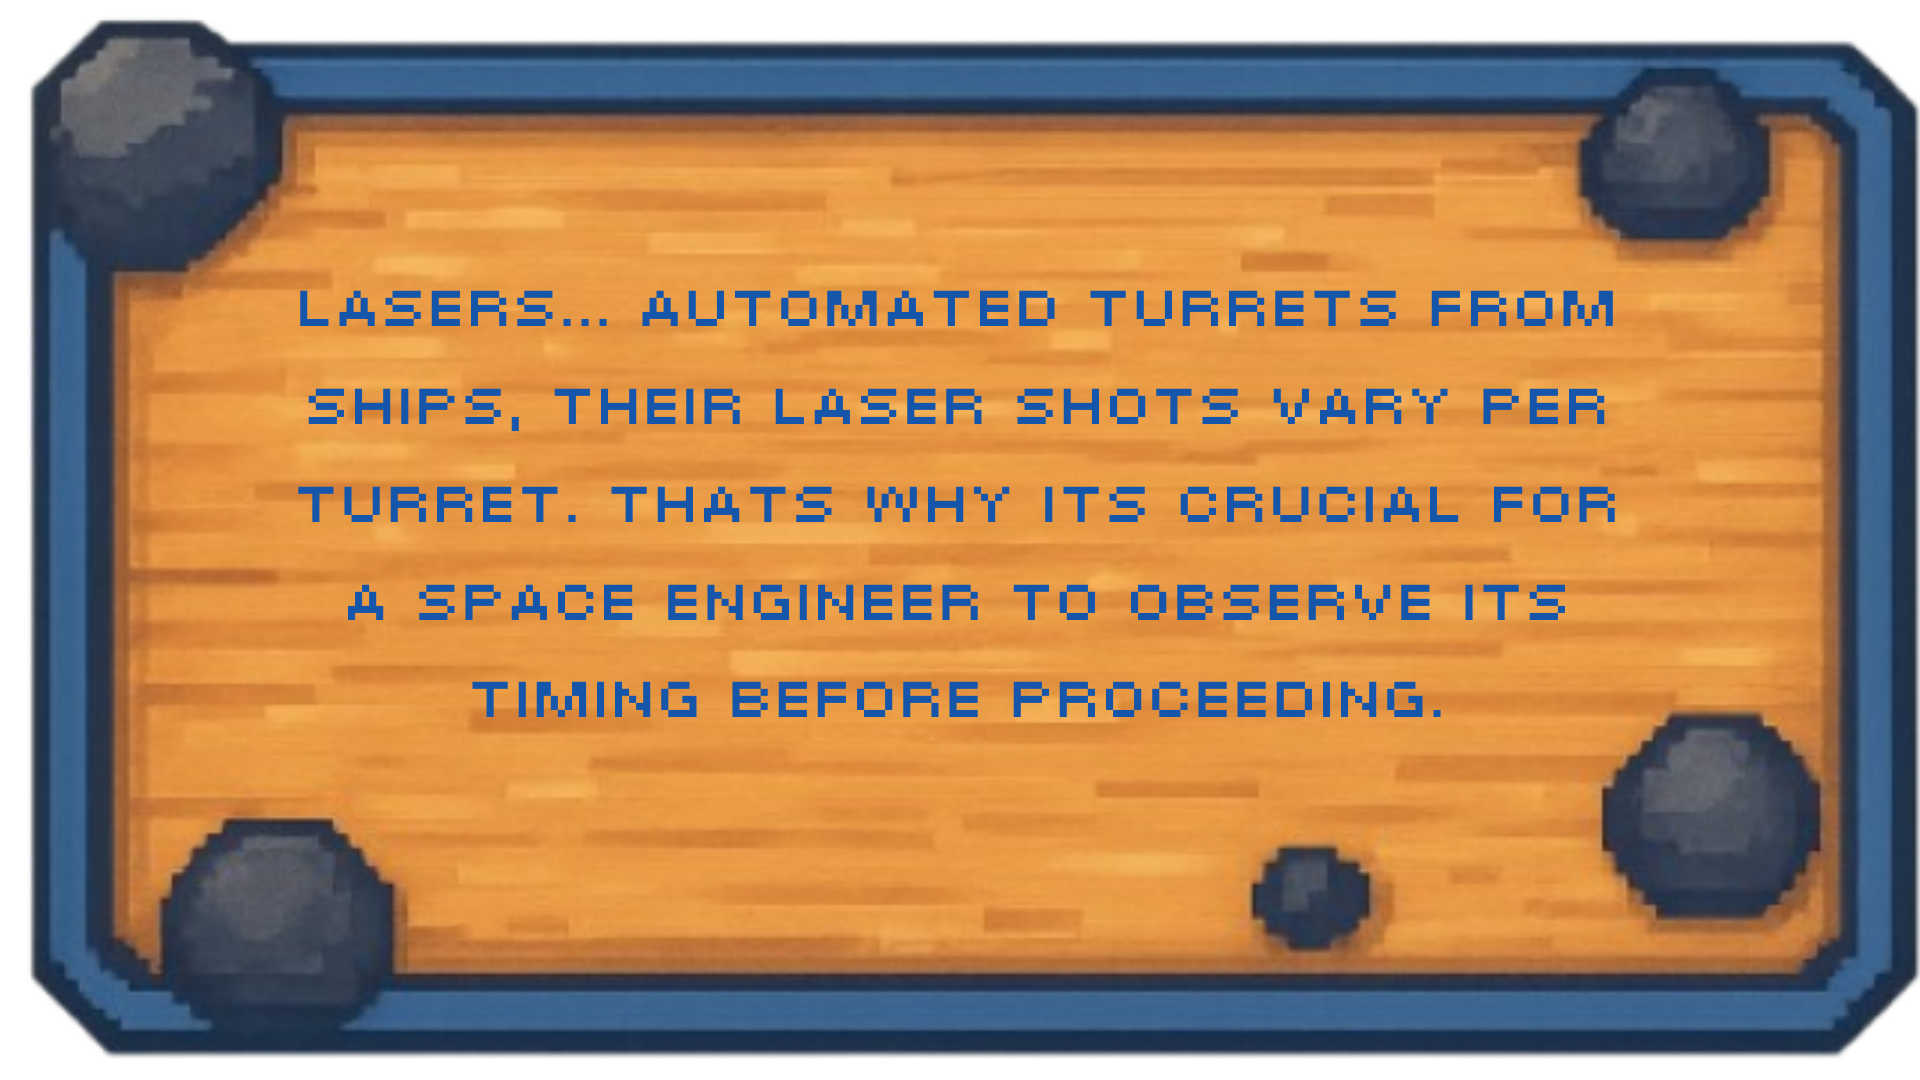 LASERS... AUTOMATED TURRETS FROM
SHIPS, THEIR LASER SHOTS VARY PER
TURRET. THATS WHY ITS CRUCIAL FOR
A SPACE ENGINEER TO OBSERVE ITS
TIMING BEFORE PROCEEDING.